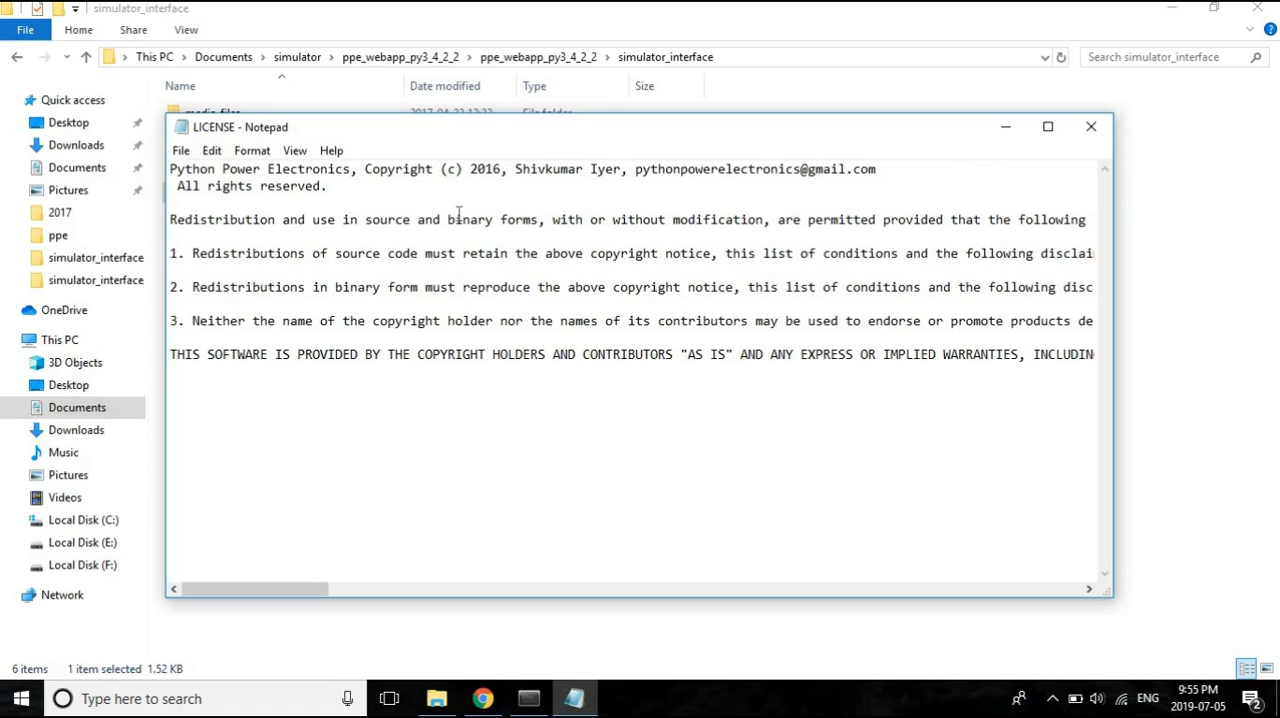 simulator_interface
File Home Share View
This PC Documents simulator ppe_webapp_py3_4_2_2 ppe_webapp_py3_4_2_2 simulator_interface Search simulator_interface
Name Date modified Type Size
LICENSE - Notepad
File Edit Format View Help
Python Power Electronics, Copyright (c) 2016, Shivkumar Iyer, pythonpowerelectronics@gmail.com
All rights reserved.
Redistribution and use in source and binary forms, with or without modification, are permitted provided that the following
1. Redistributions of source code must retain the above copyright notice, this list of conditions and the following disclai
2. Redistributions in binary form must reproduce the above copyright notice, this list of conditions and the following disc
3. Neither the name of the copyright holder nor the names of its contributors may be used to endorse or promote products de
THIS SOFTWARE IS PROVIDED BY THE COPYRIGHT HOLDERS AND CONTRIBUTORS "AS IS" AND ANY EXPRESS OR IMPLIED WARRANTIES, INCLUDIN
Quick access
Desktop
Downloads
Documents
Pictures
2017
ppe
simulator_interface
simulator_interface
OneDrive
This PC
3D Objects
Desktop
Documents
Downloads
Music
Pictures
Videos
Local Disk (C:)
Local Disk (E:)
Local Disk (F:)
Network
6 items 1 item selected 1.52 KB
Type here to search
ENG
9:55 PM
2019-07-05
2